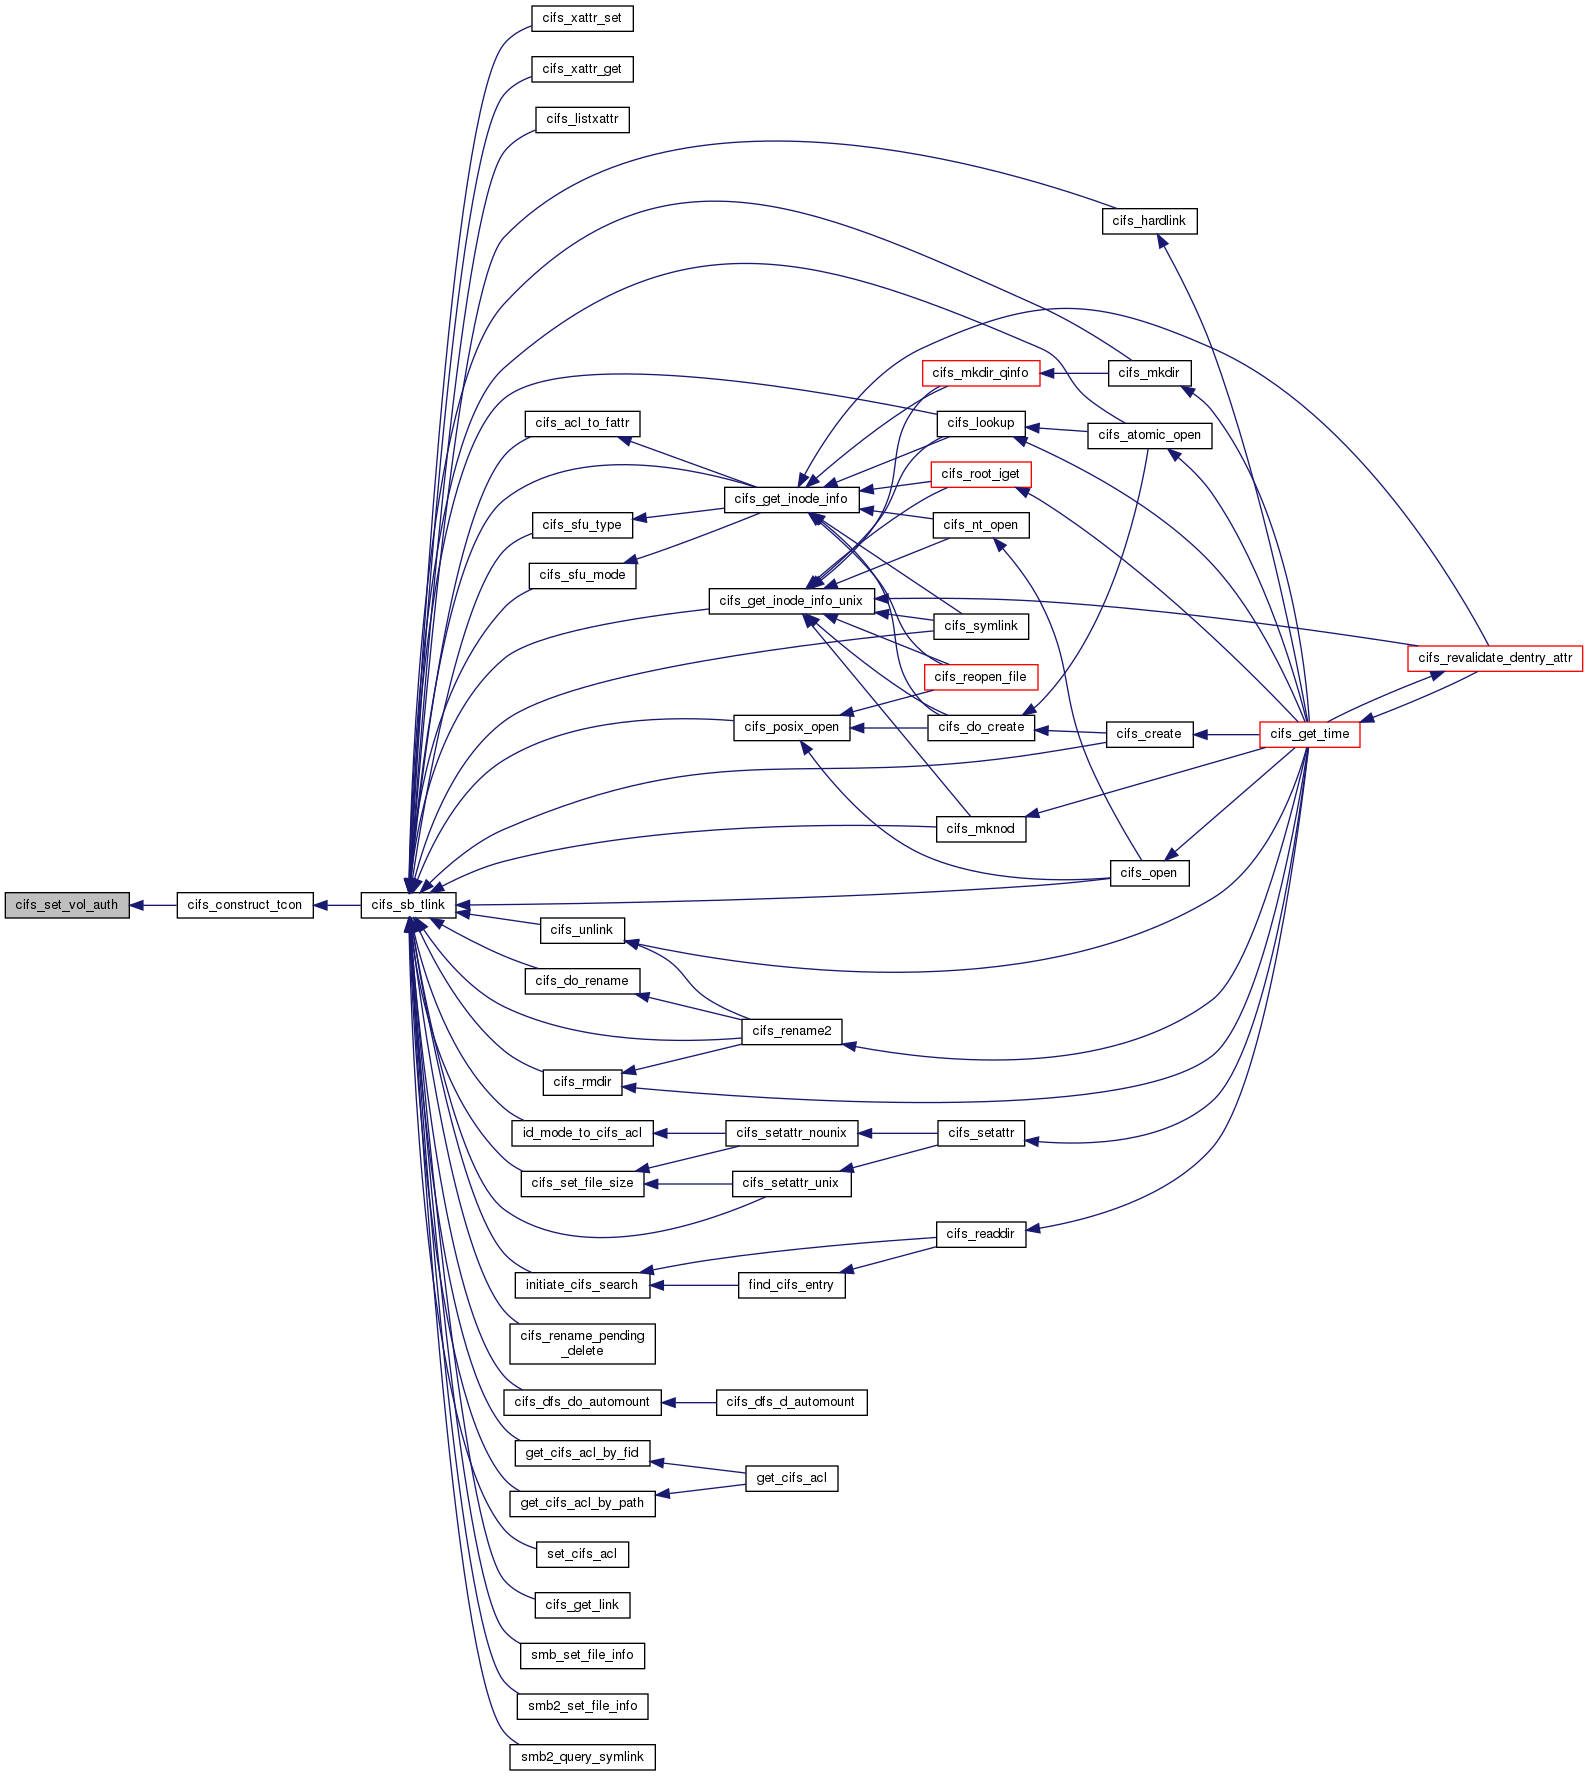 cifs_xattr_set
cifs_xattr_get
cifs_listxattr
cifs_hardlink
cifs_mkdir_qinfo
cifs_mkdir
cifs_acl_to_fattr
cifs_lookup
cifs_atomic_open
cifs_root_iget
cifs_get_inode_info
cifs_sfu_type
cifs_nt_open
cifs_sfu_mode
cifs_get_inode_info_unix
cifs_symlink
cifs_revalidate_dentry_attr
cifs_reopen_file
cifs_posix_open
cifs_do_create
cifs_create
cifs_get_time
cifs_mknod
cifs_open
cifs_set_vol_auth
cifs_construct_tcon
cifs_sb_tlink
cifs_unlink
cifs_do_rename
cifs_rename2
cifs_rmdir
id_mode_to_cifs_acl
cifs_setattr_nounix
cifs_setattr
cifs_set_file_size
cifs_setattr_unix
cifs_readdir
initiate_cifs_search
find_cifs_entry
cifs_rename_pending
_delete
cifs_dfs_do_automount
cifs_dfs_d_automount
get_cifs_acl_by_fid
get_cifs_acl
get_cifs_acl_by_path
set_cifs_acl
cifs_get_link
smb_set_file_info
smb2_set_file_info
smb2_query_symlink